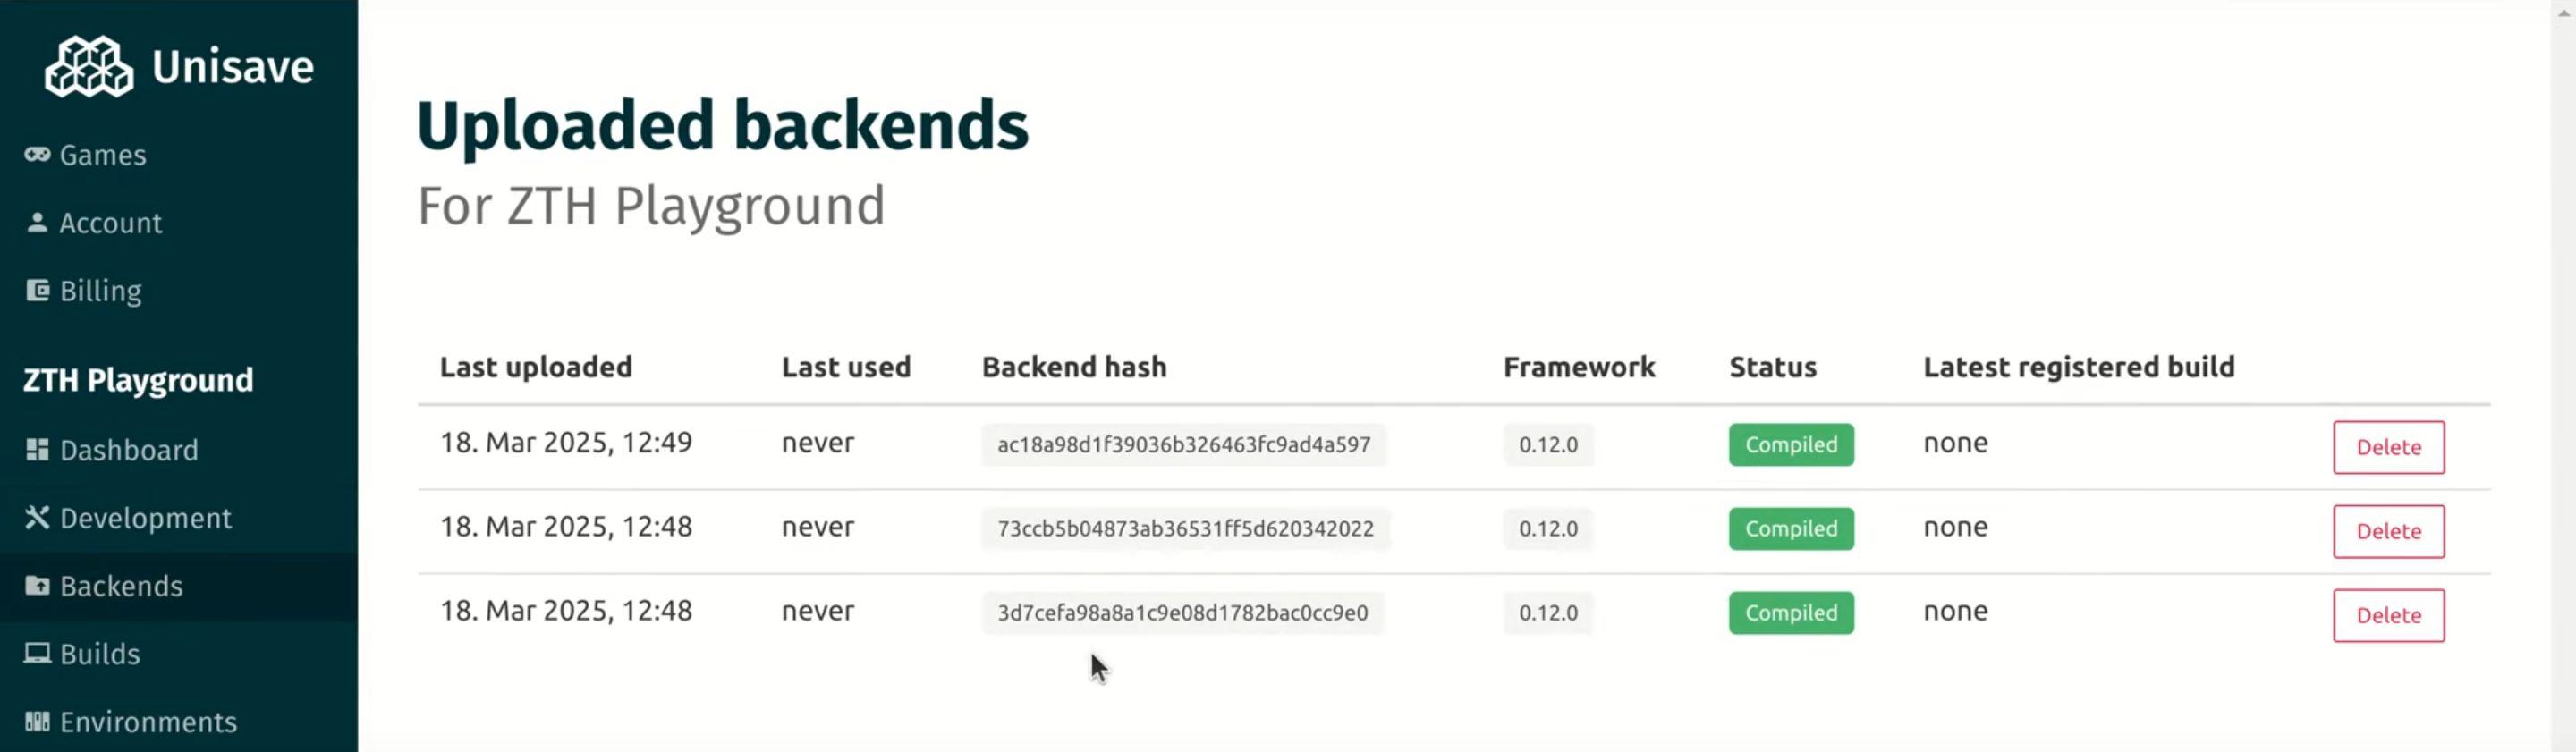 Unisave
Games
Account
Billing
ZTH Playground
Dashboard
Development
Backends
Builds
Environments
Uploaded backends
For ZTH Playground
Last uploaded Last used Backend hash Framework Status Latest registered build
18. Mar 2025, 12:49 never ac18a98d1f39036b326463fc9ad4a597 0.12.0 Compiled none Delete
18. Mar 2025, 12:48 never 73ccb5b04873ab36531ff5d620342022 0.12.0 Compiled none Delete
18. Mar 2025, 12:48 never 3d7cefa98a8a1c9e08d1782bac0cc9e0 0.12.0 Compiled none Delete